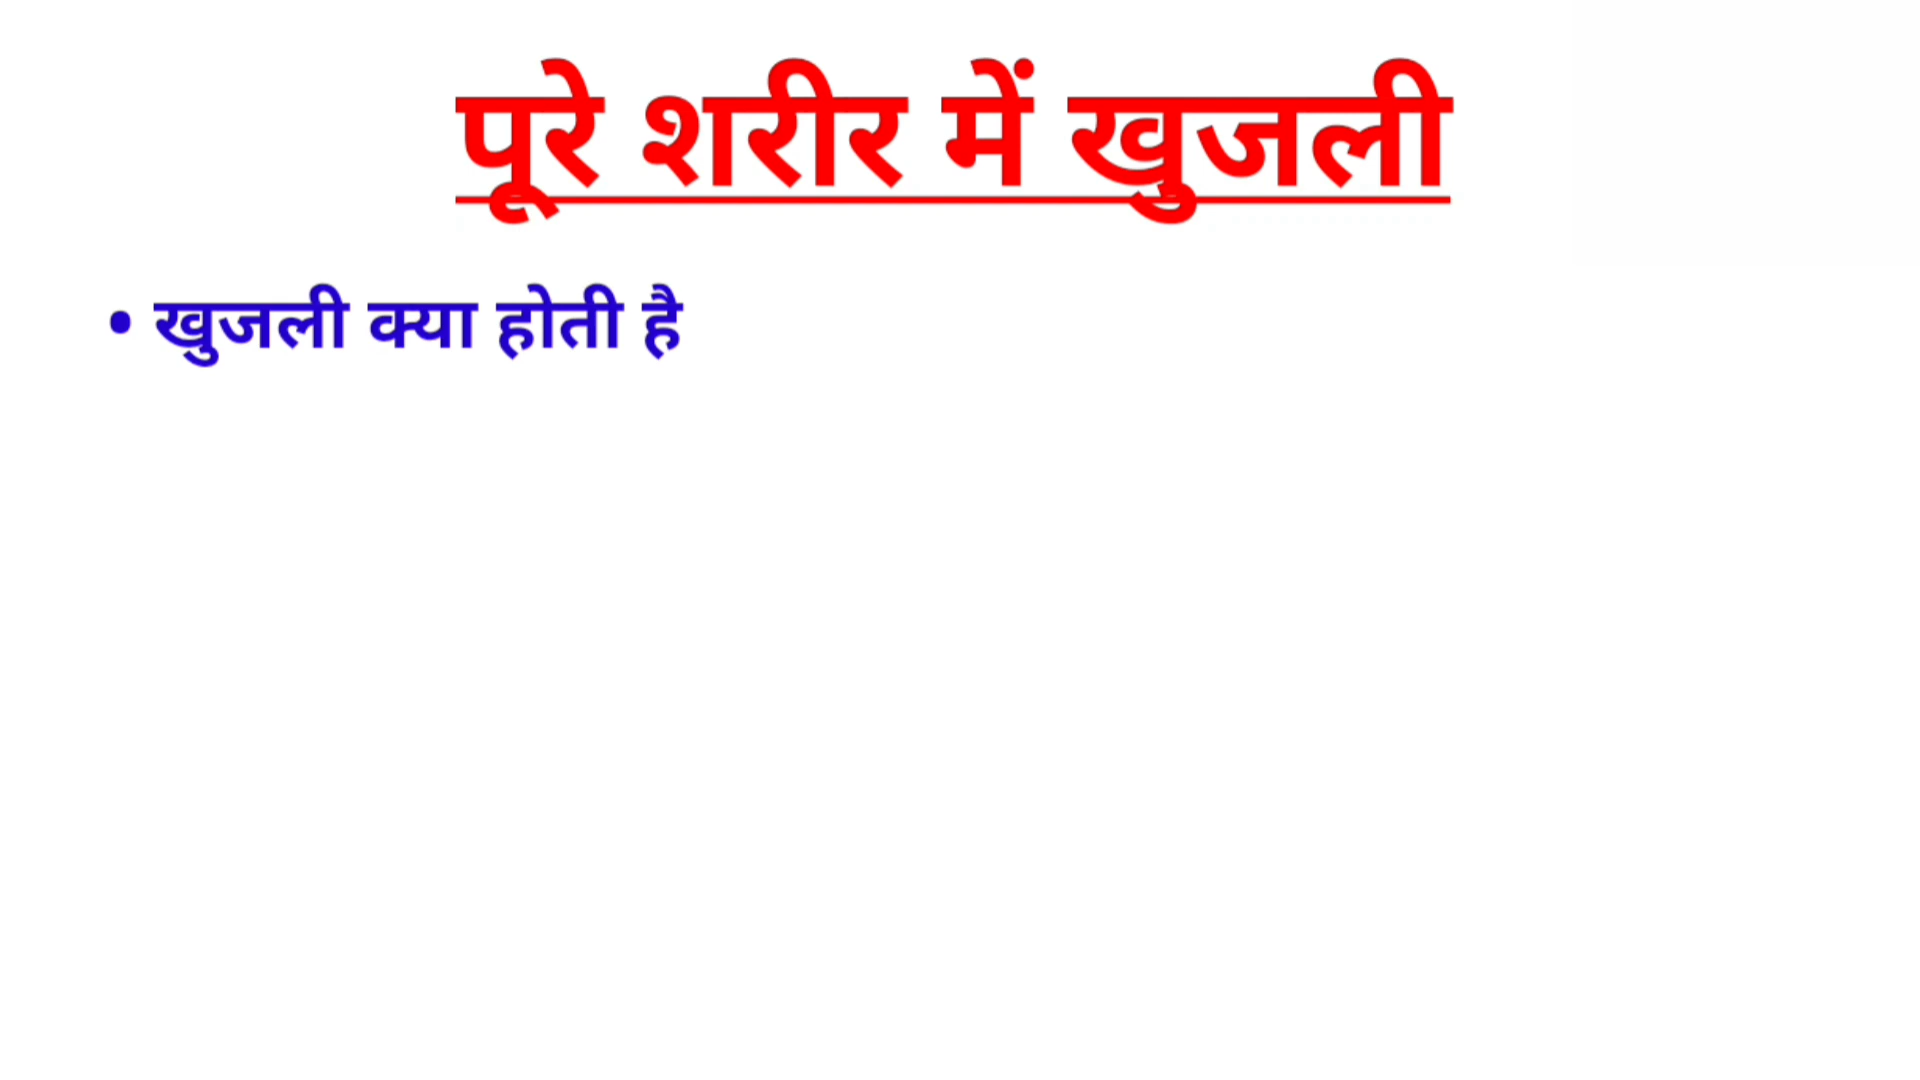 पूरे शरीर में खुजली
• खुजली क्या होती है